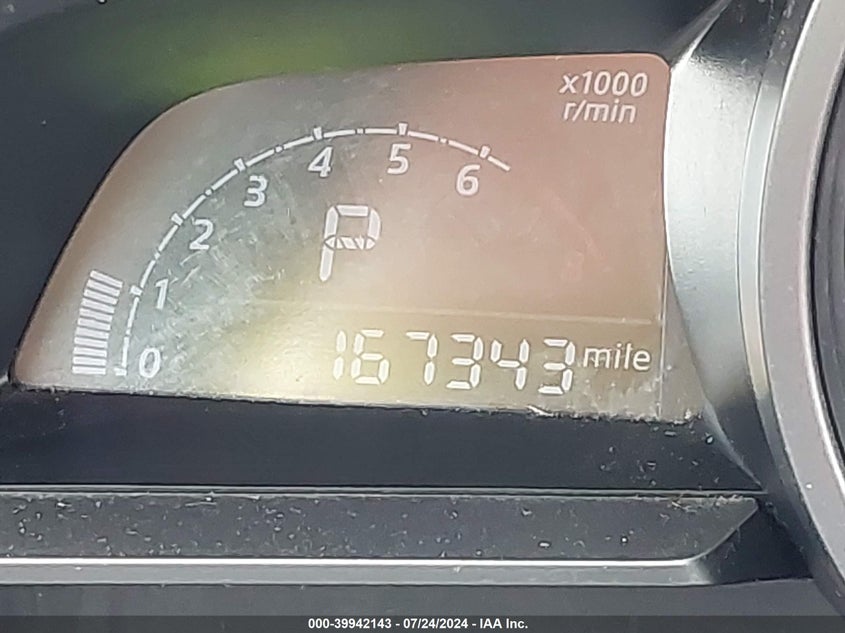 x1000
r/min
0 1 2 3 4 5 6
P
167343 mile
000-39942143 - 07/24/2024 - IAA Inc.